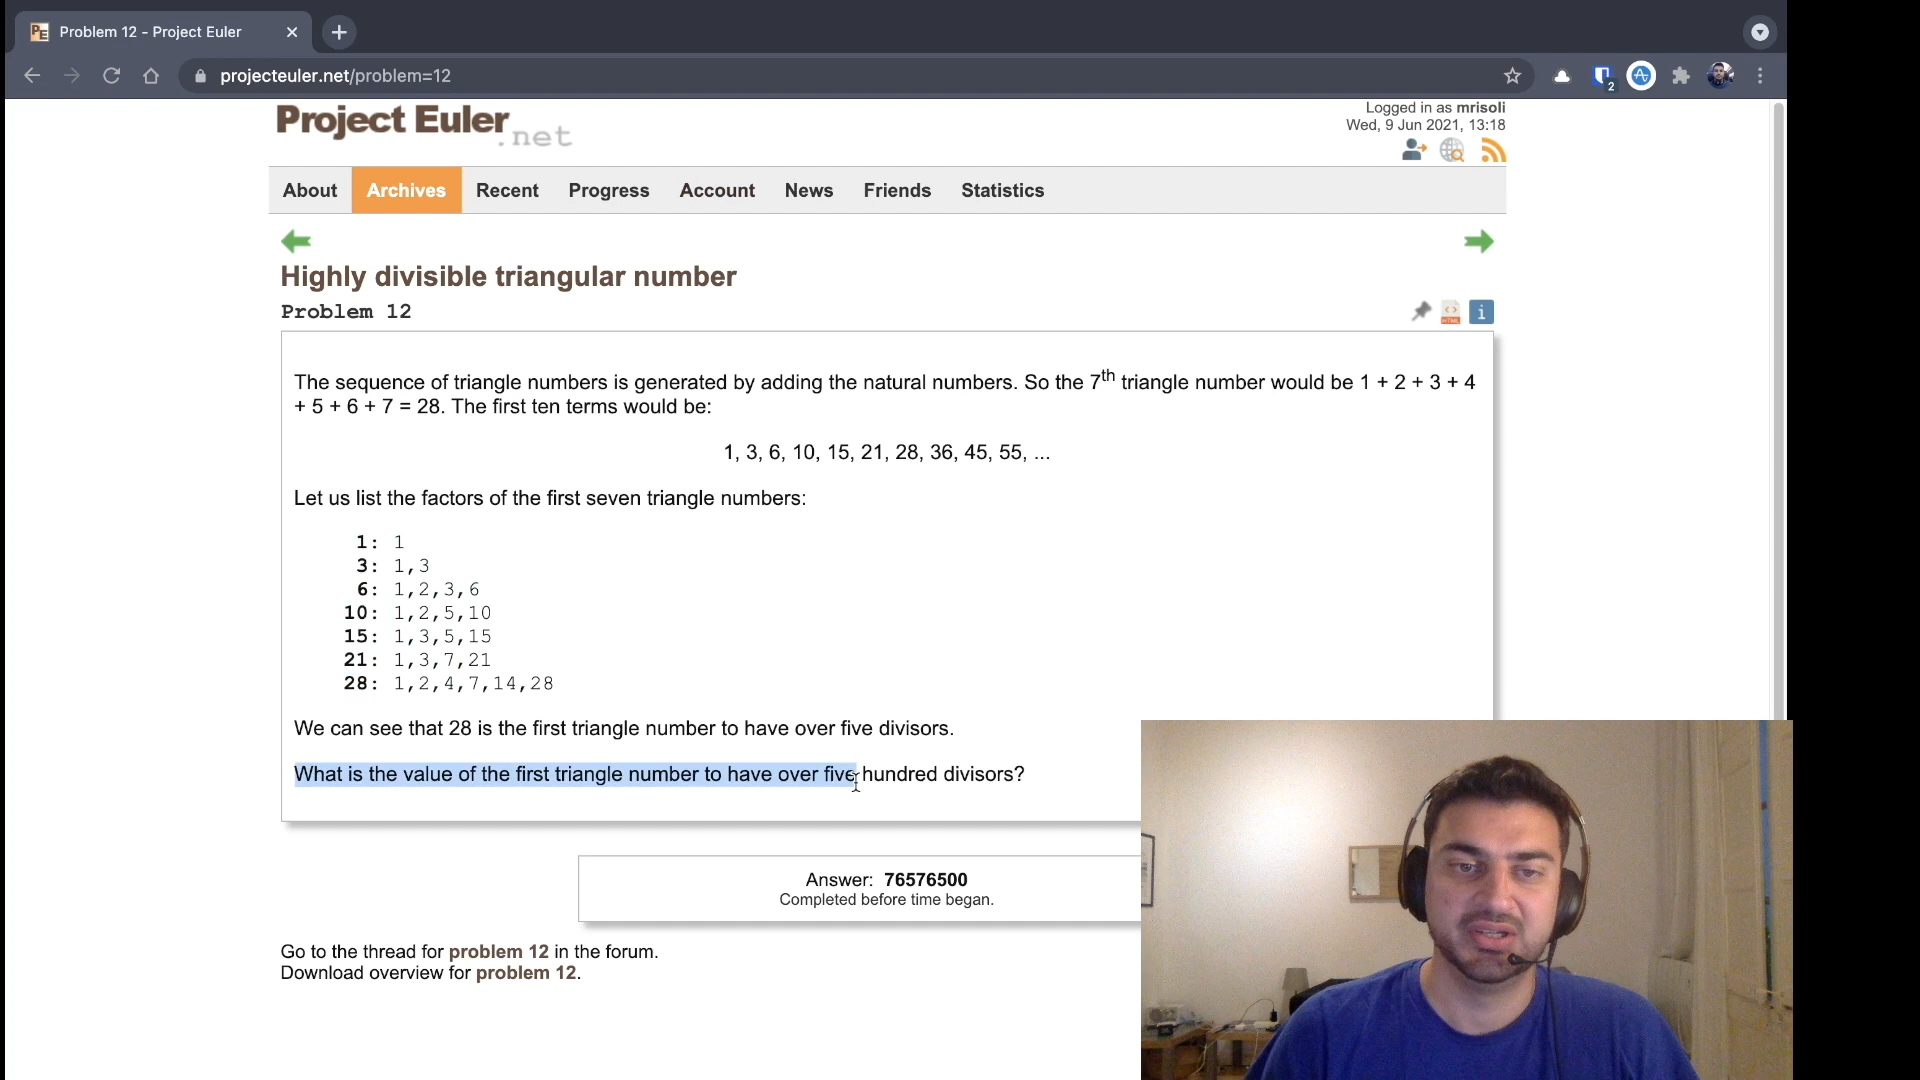 Problem 12 - Project Euler
projecteuler.net/problem=12
2
Project Euler.net
Logged in as mrisoli
Wed, 9 Jun 2021, 13:18
About Archives Recent Progress Account News Friends Statistics
Highly divisible triangular number
Problem 12
The sequence of triangle numbers is generated by adding the natural numbers. So the 7th triangle number would be 1 + 2 + 3 + 4
+ 5 + 6 + 7 = 28. The first ten terms would be:
1, 3, 6, 10, 15, 21, 28, 36, 45, 55, ...
Let us list the factors of the first seven triangle numbers:
1: 1
3: 1,3
6: 1,2,3,6
10: 1,2,5,10
15: 1,3,5,15
21: 1,3,7,21
28: 1,2,4,7,14,28
We can see that 28 is the first triangle number to have over five divisors.
What is the value of the first triangle number to have over five hundred divisors?
Answer: 76576500
Completed before time began.
Go to the thread for problem 12 in the forum.
Download overview for problem 12.